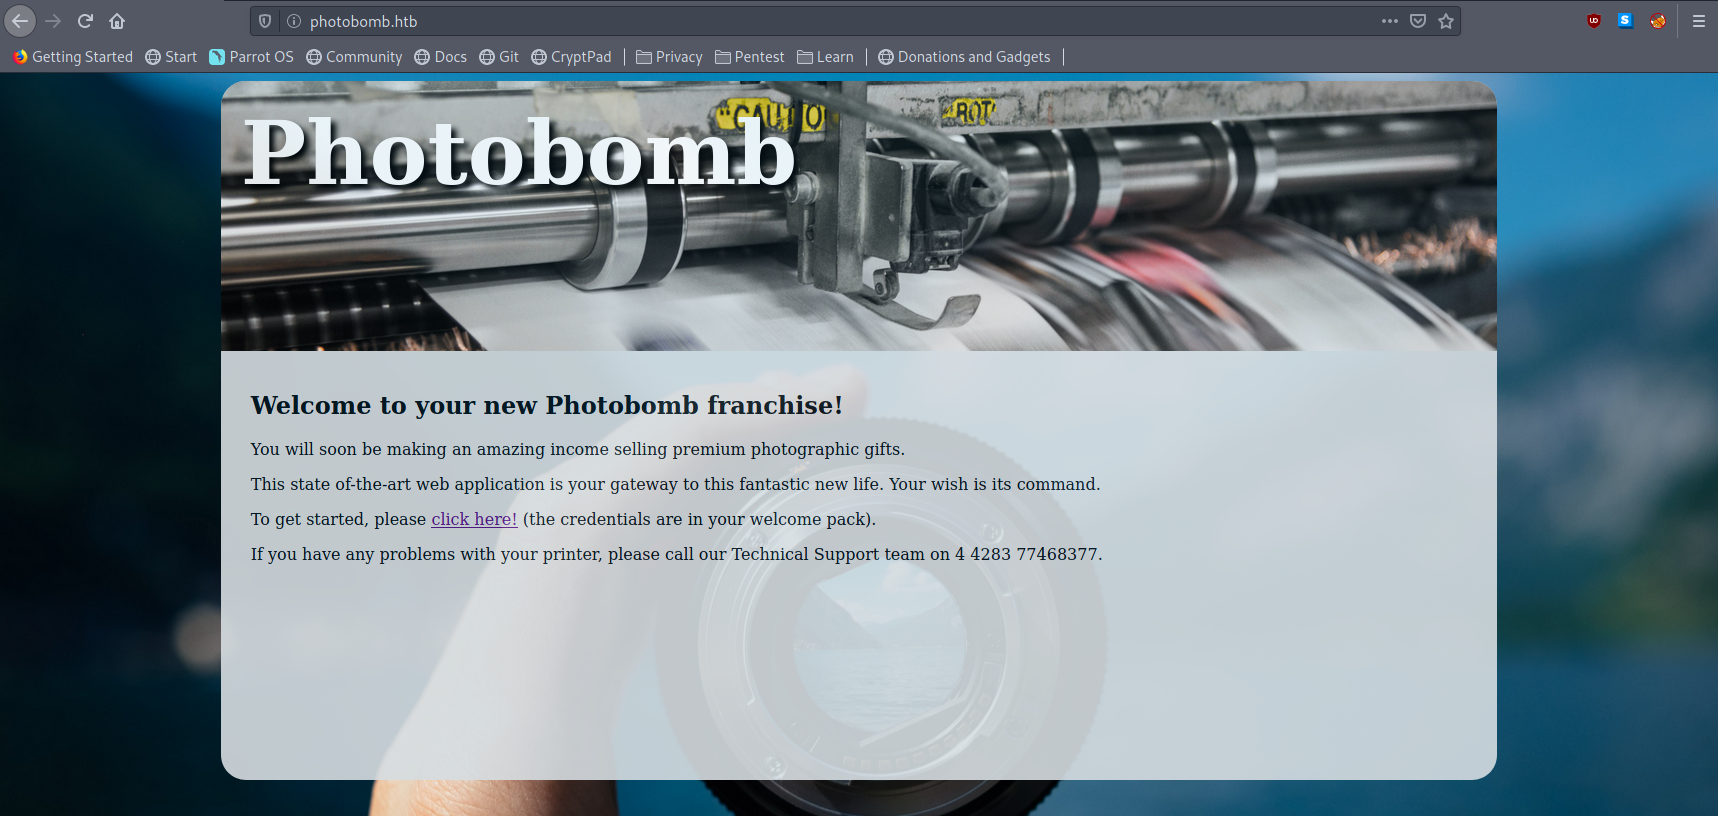 photobomb.htb
Getting Started Start Parrot OS Community Docs Git CryptPad Privacy Pentest Learn Donations and Gadgets
"CAUTIO
ROT
Photobomb
Welcome to your new Photobomb franchise!
You will soon be making an amazing income selling premium photographic gifts.
This state of-the-art web application is your gateway to this fantastic new life. Your wish is its command.
To get started, please click here! (the credentials are in your welcome pack).
If you have any problems with your printer, please call our Technical Support team on 4 4283 77468377.